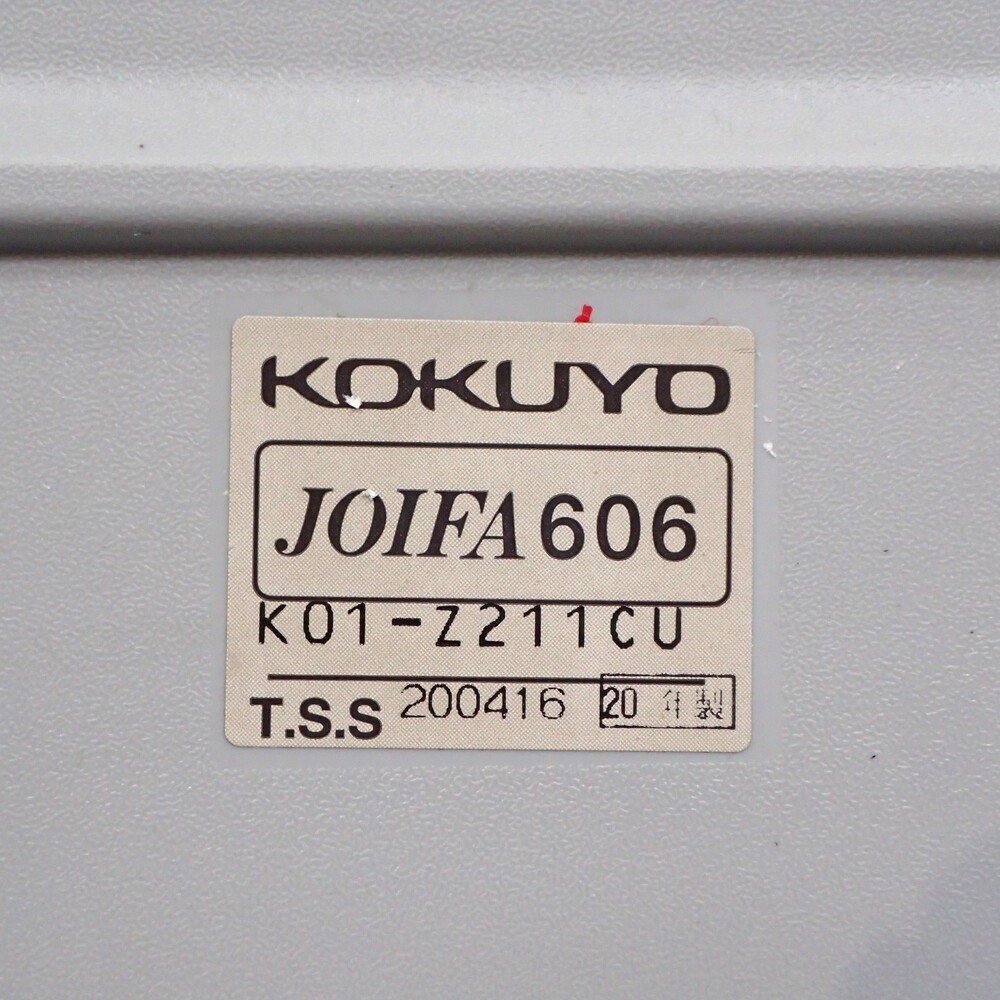 KOKUYO
JOIFA 606
K01-Z211CU
T.S.S 200416 20 年製